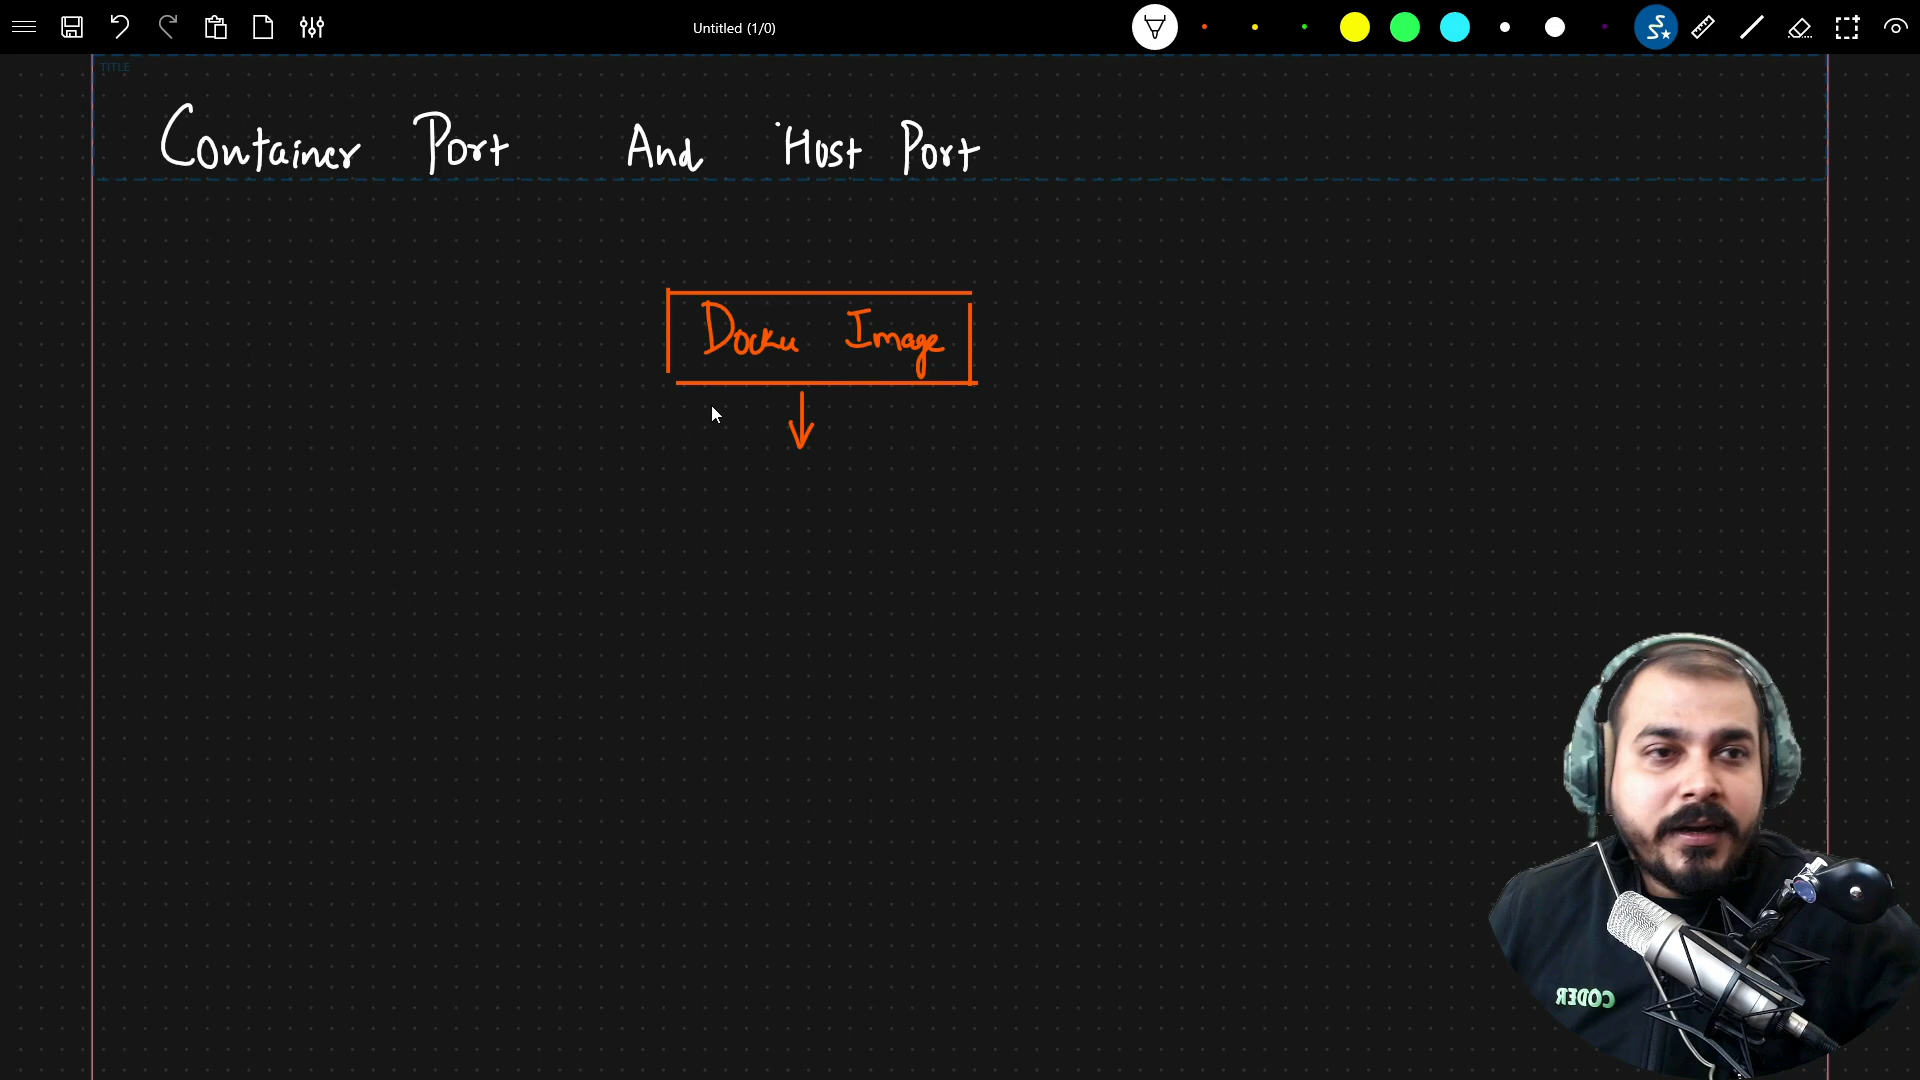 Untitled (1/0)
TITLE
Container Port And Host Port
Docker Image
CODER